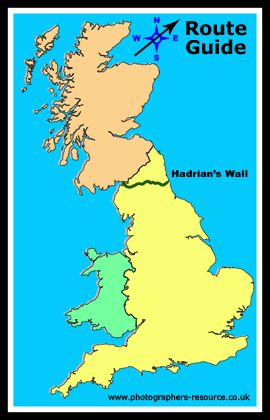 N
W E
S
Route
Guide
Hadrian's Wall
www.photographers-resource.co.uk